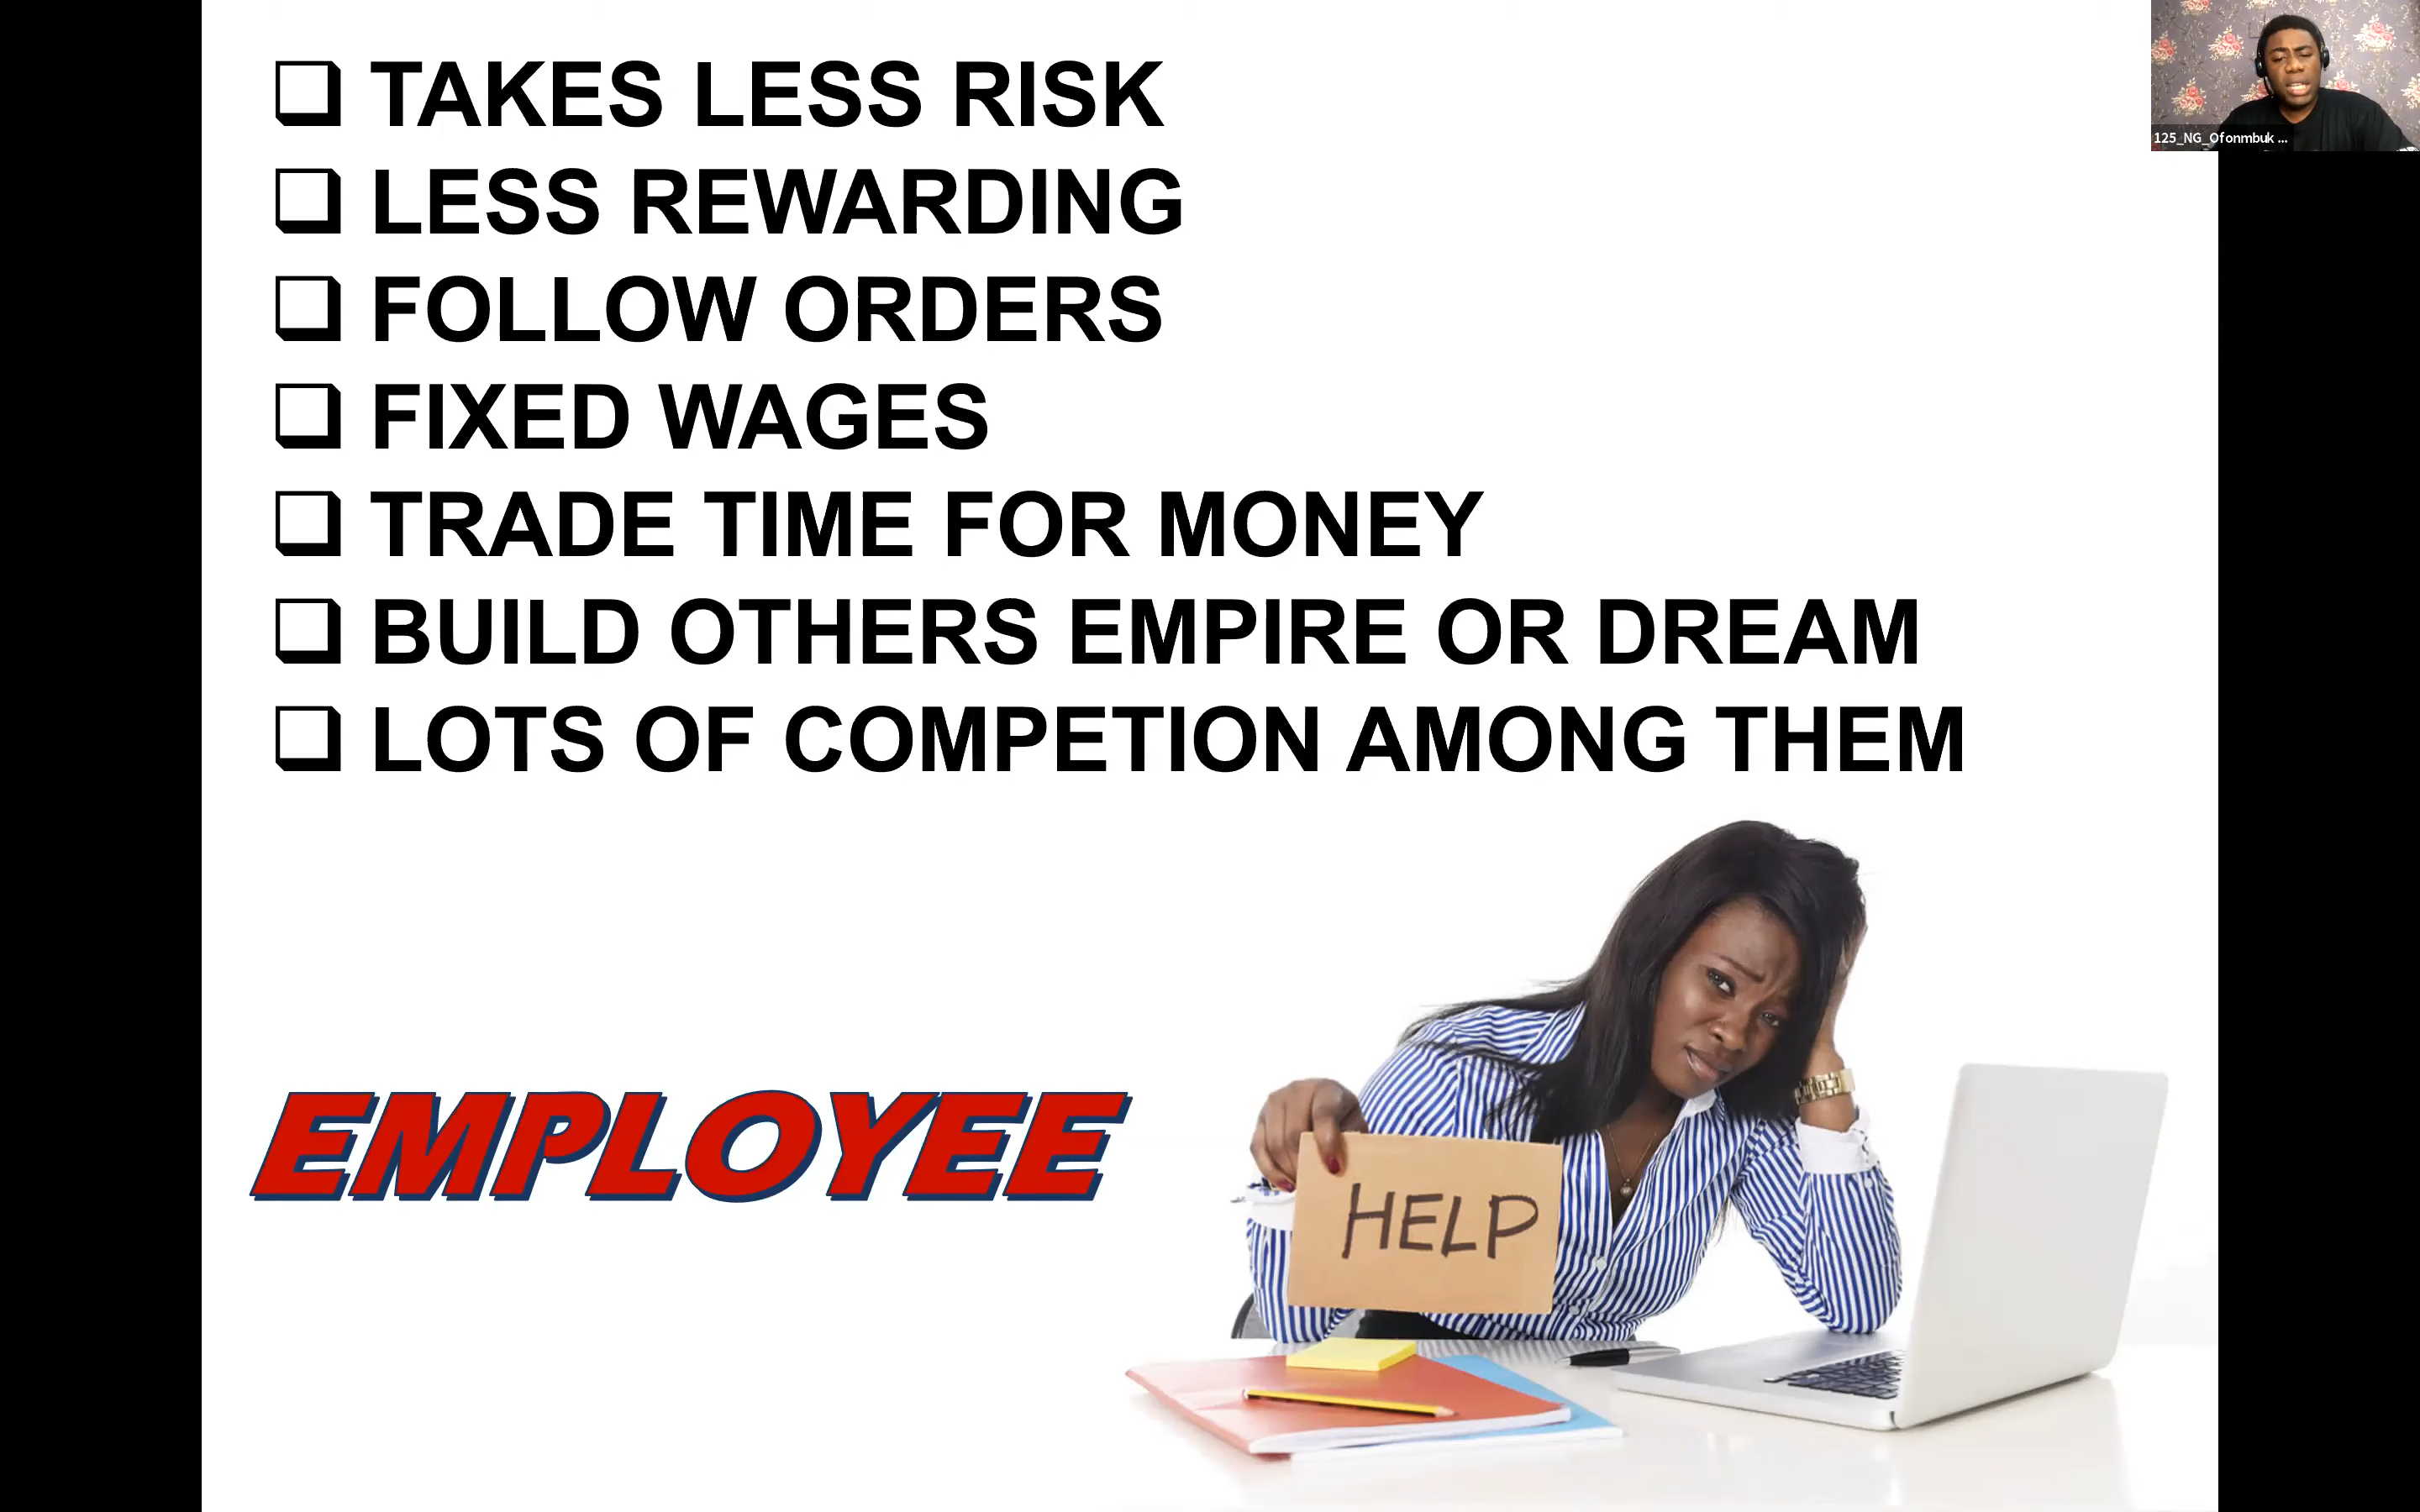 TAKES LESS RISK
LESS REWARDING
FOLLOW ORDERS
FIXED WAGES
TRADE TIME FOR MONEY
BUILD OTHERS EMPIRE OR DREAM
LOTS OF COMPETION AMONG THEM
EMPLOYEE
HELP
125_NG_Ofonmbuk ...